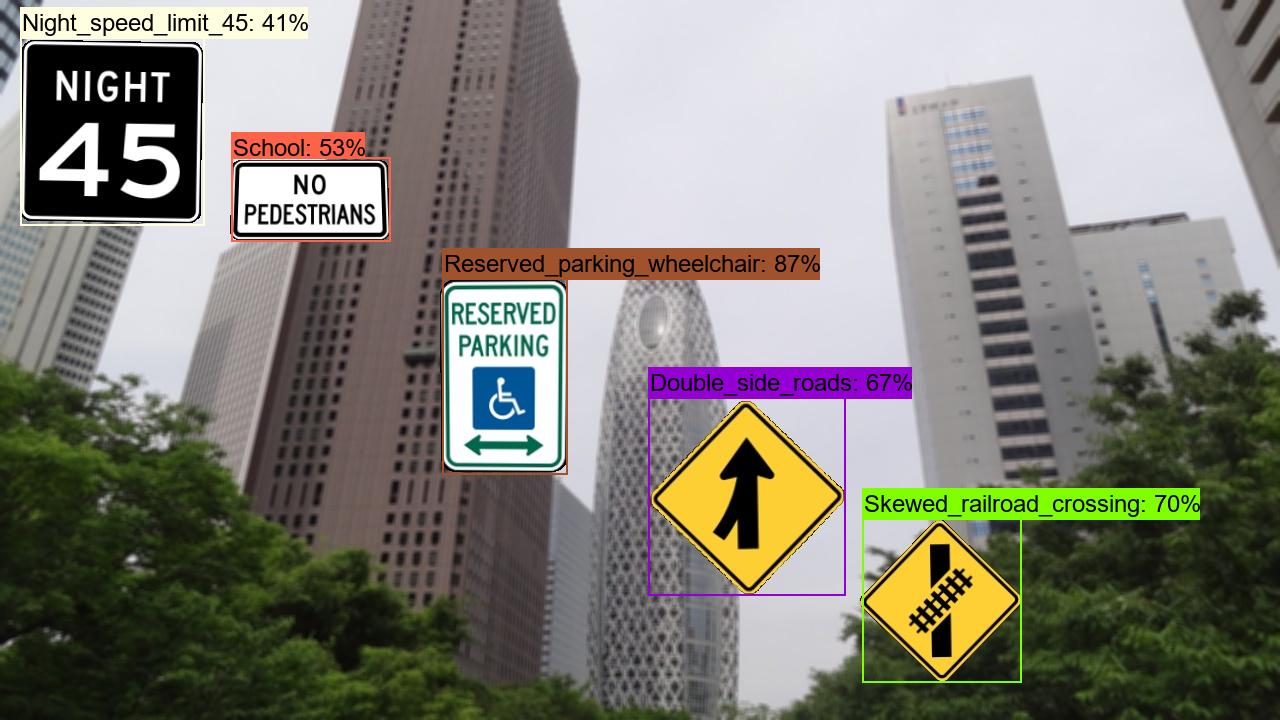 Night_speed_limit_45: 41%
NIGHT
45
School: 53%
NO
PEDESTRIANS
Reserved_parking_wheelchair: 87%
RESERVED
PARKING
Double_side_roads: 67%
Skewed_railroad_crossing: 70%